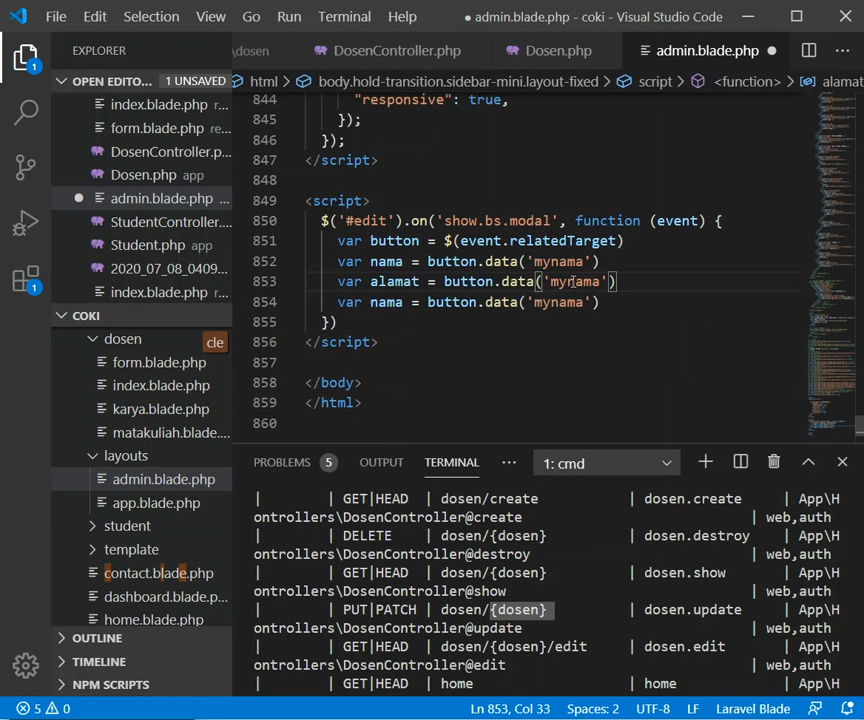 File Edit Selection View Go Run Terminal Help
● admin.blade.php - coki - Visual Studio Code
EXPLORER
\dosen DosenController.php Dosen.php admin.blade.php ●
OPEN EDITO... 1 UNSAVED
html > body.hold-transition.sidebar-mini.layout-fixed > script > <function> > alamat
index.blade.php r...
form.blade.php re...
DosenController.p...
Dosen.php app
● admin.blade.php ...
StudentController....
Student.php app
2020_07_08_0409...
index.blade.php r...
1
1
COKI
dosen
cle
form.blade.php
index.blade.php
karya.blade.php
matakuliah.blade....
layouts
admin.blade.php
app.blade.php
student
template
contact.blade.php
dashboard.blade.p...
home.blade.php
OUTLINE
TIMELINE
NPM SCRIPTS
844 "responsive": true,
845 });
846 });
847 </script>
848
849 <script>
850 $('#edit').on('show.bs.modal', function (event) {
851 var button = $(event.relatedTarget)
852 var nama = button.data('mynama')
853 var alamat = button.data('mynama')
854 var nama = button.data('mynama')
855 })
856 </script>
857
858 </body>
859 </html>
860
PROBLEMS 5 OUTPUT TERMINAL ... 1: cmd
| | GET|HEAD | dosen/create | dosen.create | App\H
ontrollers\DosenController@create | web,auth
| | DELETE | dosen/{dosen} | dosen.destroy | App\H
ontrollers\DosenController@destroy | web,auth
| | GET|HEAD | dosen/{dosen} | dosen.show | App\H
ontrollers\DosenController@show | web,auth
| | PUT|PATCH | dosen/{dosen} | dosen.update | App\H
ontrollers\DosenController@update | web,auth
| | GET|HEAD | dosen/{dosen}/edit | dosen.edit | App\H
ontrollers\DosenController@edit | web,auth
| | GET|HEAD | home | home | App\H
5 0 Ln 853, Col 33 Spaces: 2 UTF-8 LF Laravel Blade